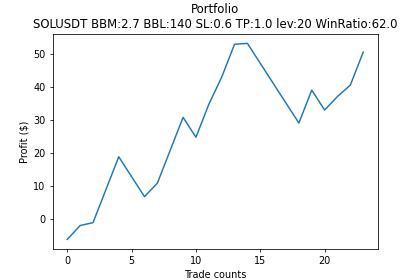 Portfolio
SOLUSDT BBM:2.7 BBL:140 SL:0.6 TP:1.0 lev:20 WinRatio:62.0
50
40
30
20
10
0
Profit ($)
0 5 10 15 20
Trade counts